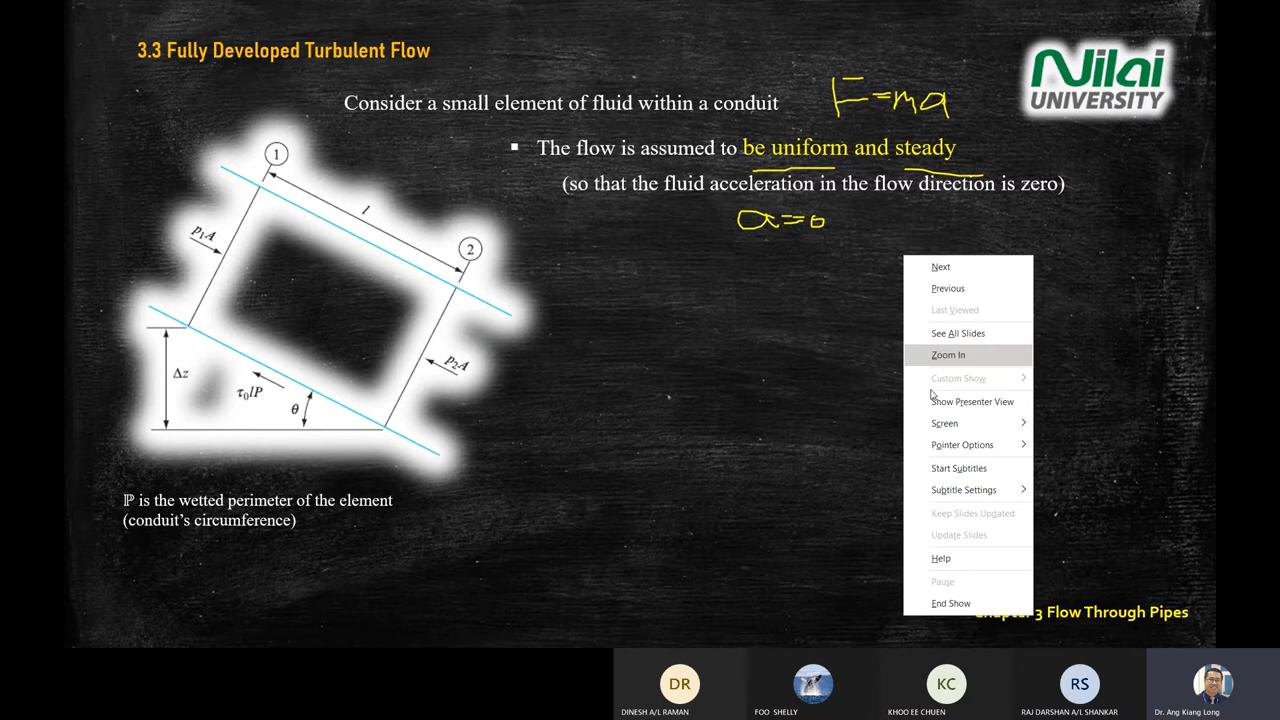 3.3 Fully Developed Turbulent Flow
Nilai
UNIVERSITY
Consider a small element of fluid within a conduit
F=ma
▪ The flow is assumed to be uniform and steady
(so that the fluid acceleration in the flow direction is zero)
a=0
1
l
2
p₁A
p₂A
Δz
τ₀lP
θ
ℙ is the wetted perimeter of the element
(conduit's circumference)
Next
Previous
Last Viewed
See All Slides
Zoom In
Custom Show
Show Presenter View
Screen
Pointer Options
Start Subtitles
Subtitle Settings
Keep Slides Updated
Update Slides
Help
Pause
End Show
Chapter 3 Flow Through Pipes
DR
KC
RS
DINESH A/L RAMAN
FOO SHELLY
KHOO EE CHUEN
RAJ DARSHAN A/L SHANKAR
Dr. Ang Kiang Long